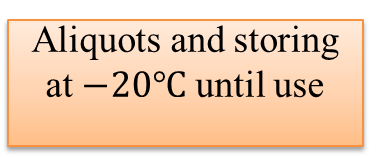 Aliquots and storing
at −20℃ until use